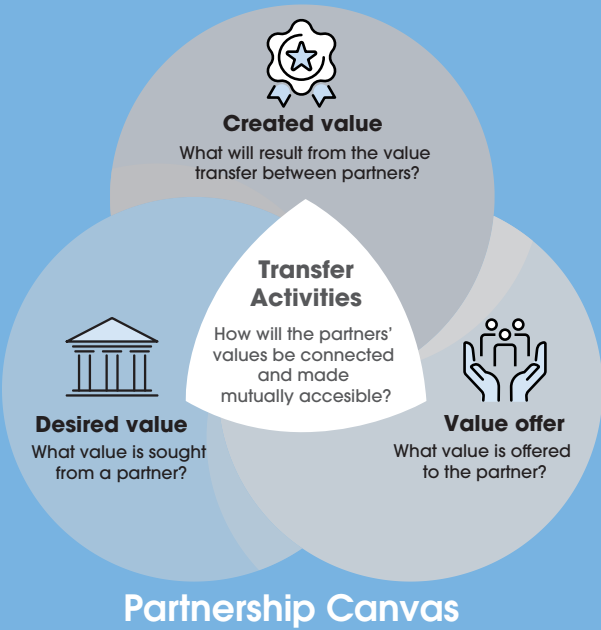 Created value
What will result from the value
transfer between partners?
Transfer
Activities
How will the partners'
values be connected
and made
mutually accesible?
Desired value
What value is sought
from a partner?
Value offer
What value is offered
to the partner?
Partnership Canvas